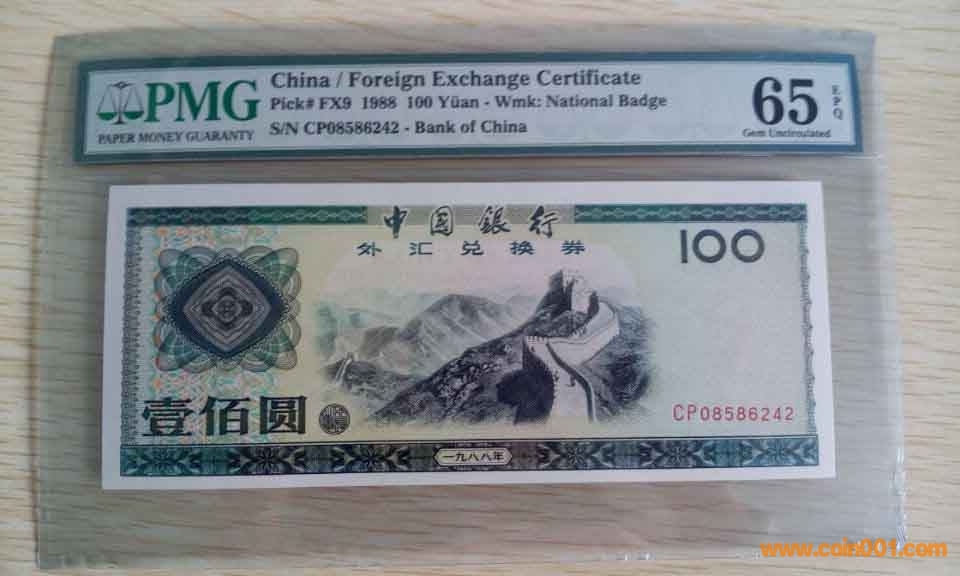 PMG
PAPER MONEY GUARANTY
China / Foreign Exchange Certificate
Pick# FX9 1988 100 Yüan - Wmk: National Badge
S/N CP08586242 - Bank of China
65 EPQ
Gem Uncirculated
中国銀行
外汇兑换券
100
壹佰圆
CP08586242
一九八八年
www.coin001.com